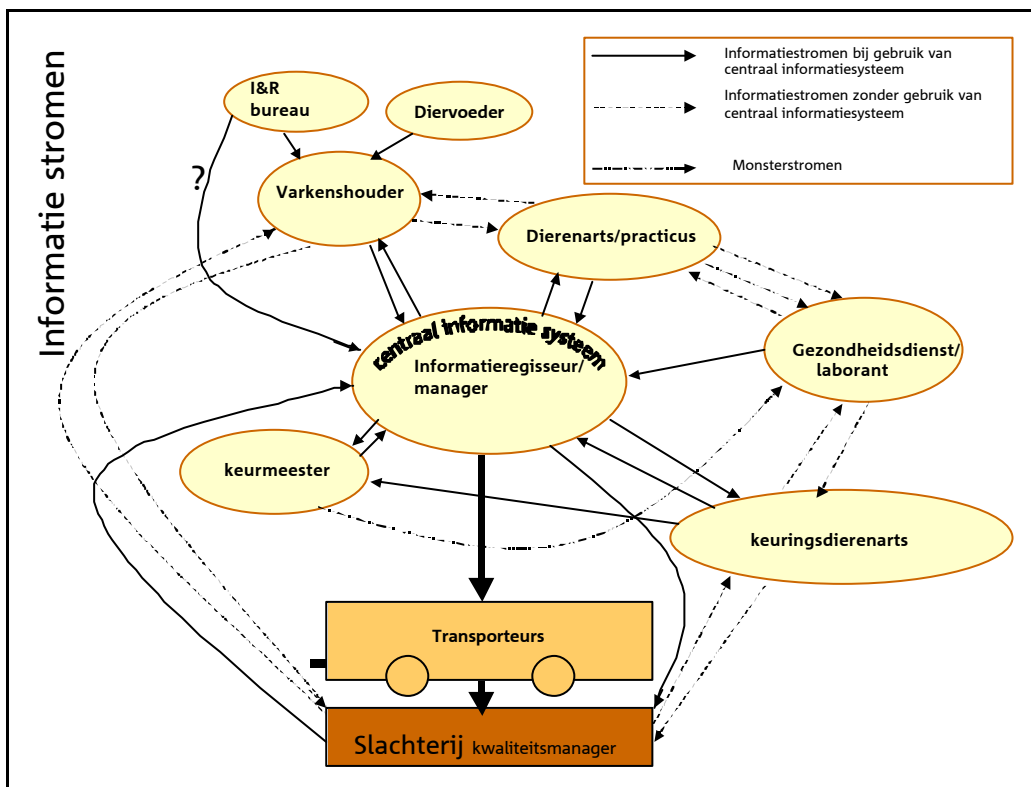 Informatie stromen
Informatiestromen bij gebruik van
centraal informatiesysteem
Informatiestromen zonder gebruik van
centraal informatiesysteem
Monsterstromen
I&R
bureau
Diervoeder
?
Varkenshouder
Dierenarts/practicus
centraal informatie systeem
Informatieregisseur/
manager
Gezondheidsdienst/
laborant
keurmeester
keuringsdierenarts
Transporteurs
Slachterij kwaliteitsmanager